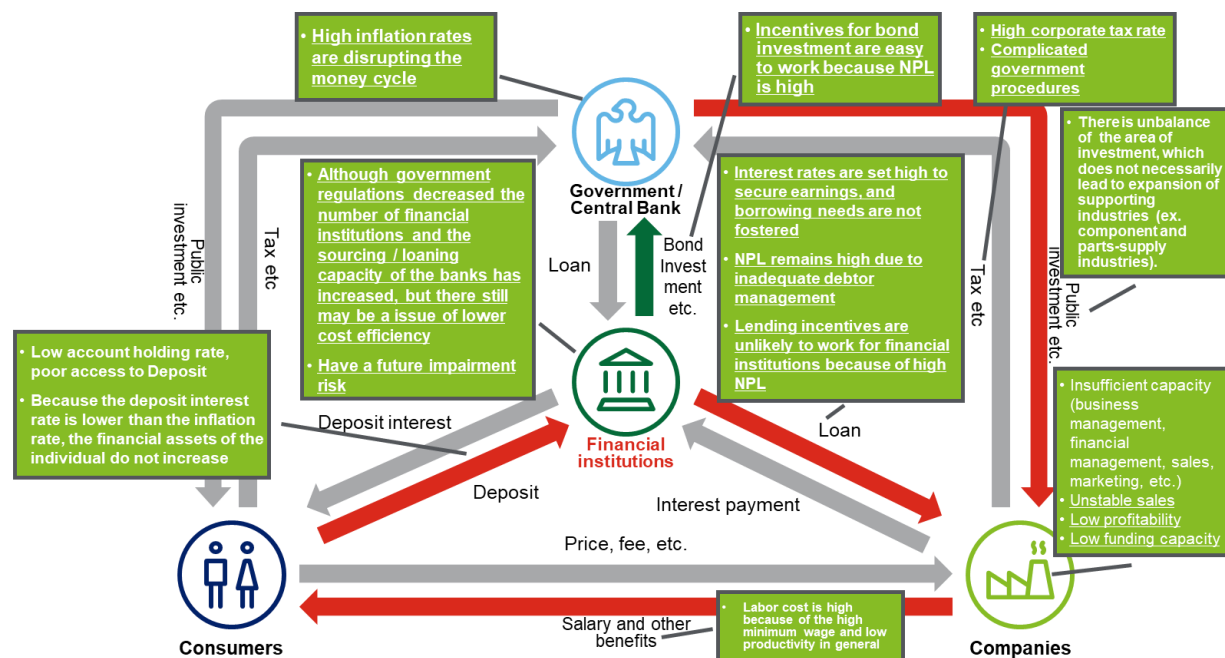 • High inflation rates
are disrupting the
money cycle
• Incentives for bond
investment are easy
to work because NPL
is high
• High corporate tax rate
• Complicated
government
procedures
• There is unbalance
of the area of
investment, which
does not necessarily
lead to expansion of
supporting
industries (ex.
component and
parts-supply
industries).
• Although government
regulations decreased the
number of financial
institutions and the
sourcing / loaning
capacity of the banks has
increased, but there still
may be a issue of lower
cost efficiency
• Have a future impairment
risk
Government /
Central Bank
• Interest rates are set high to
secure earnings, and
borrowing needs are not
fostered
• NPL remains high due to
inadequate debtor
management
• Lending incentives are
unlikely to work for financial
institutions because of high
NPL
Public
investment etc.
Tax etc
Loan
Bond
Invest
ment
etc.
Tax etc
Public
investment etc.
• Low account holding rate,
poor access to Deposit
• Because the deposit interest
rate is lower than the inflation
rate, the financial assets of the
individual do not increase
• Insufficient capacity
(business
management,
financial
management, sales,
marketing, etc.)
• Unstable sales
• Low profitability
• Low funding capacity
Deposit interest
Financial
institutions
Loan
Deposit
Interest payment
Price, fee, etc.
Salary and other
benefits
• Labor cost is high
because of the high
minimum wage and low
productivity in general
Consumers
Companies